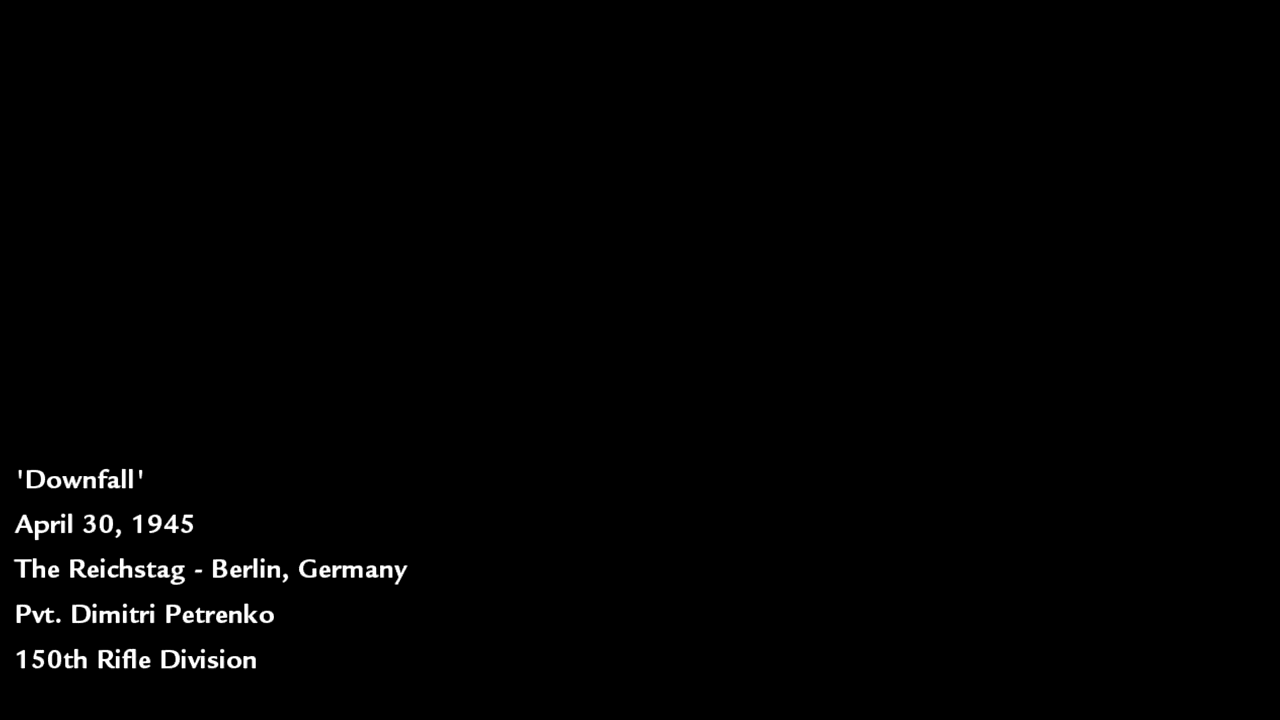 'Downfall'
April 30, 1945
The Reichstag - Berlin, Germany
Pvt. Dimitri Petrenko
150th Rifle Division